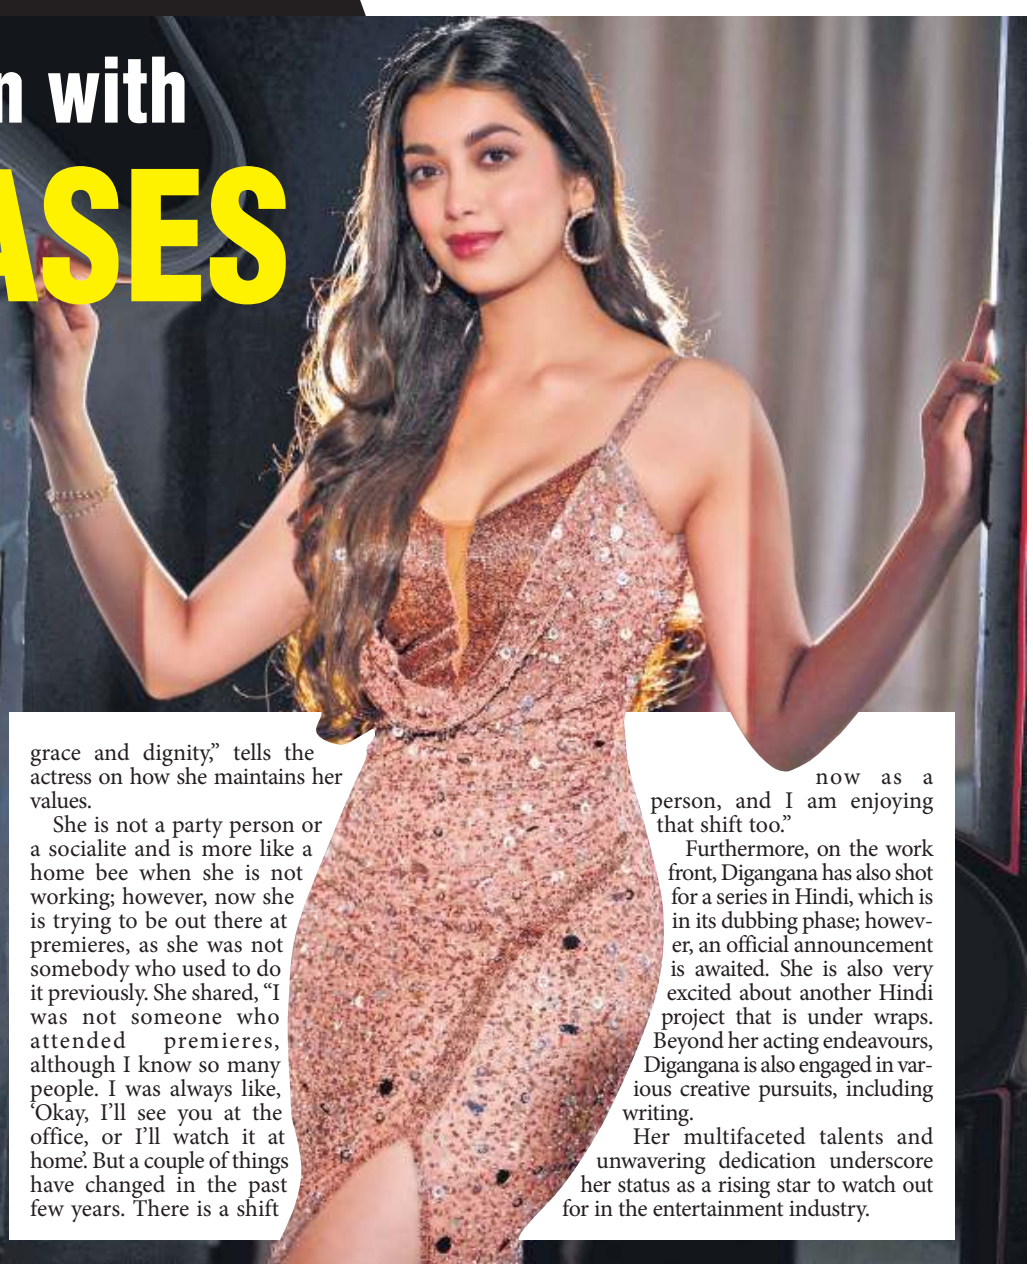 n with
ASES
grace and dignity,” tells the
actress on how she maintains her
values.
She is not a party person or
a socialite and is more like a
home bee when she is not
working; however, now she
is trying to be out there at
premieres, as she was not
somebody who used to do
it previously. She shared, “I
was not someone who
attended premieres,
although I know so many
people. I was always like,
‘Okay, I’ll see you at the
office, or I’ll watch it at
home’. But a couple of things
have changed in the past
few years. There is a shift
now as a
person, and I am enjoying
that shift too.”
Furthermore, on the work
front, Digangana has also shot
for a series in Hindi, which is
in its dubbing phase; howev-
er, an official announcement
is awaited. She is also very
excited about another Hindi
project that is under wraps.
Beyond her acting endeavours,
Digangana is also engaged in var-
ious creative pursuits, including
writing.
Her multifaceted talents and
unwavering dedication underscore
her status as a rising star to watch out
for in the entertainment industry.